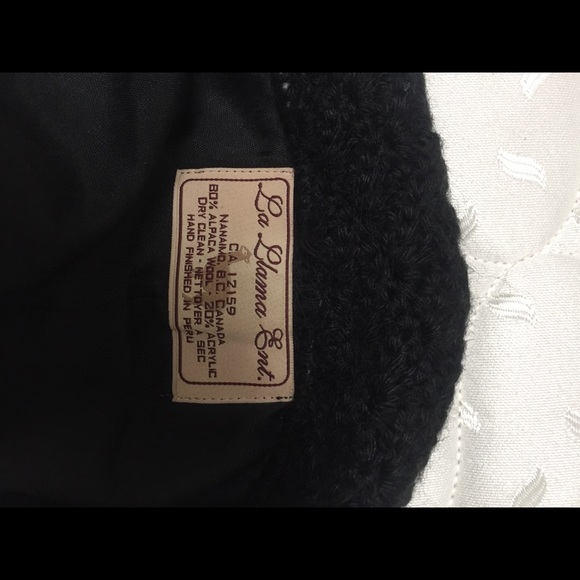 La Llama Ent.
CA 12159
NANAIMO, B.C. CANADA
80% ALPACA WOOL - 20% ACRYLIC
DRY CLEAN - NETTOYER A SEC
HAND FINISHED IN PERU